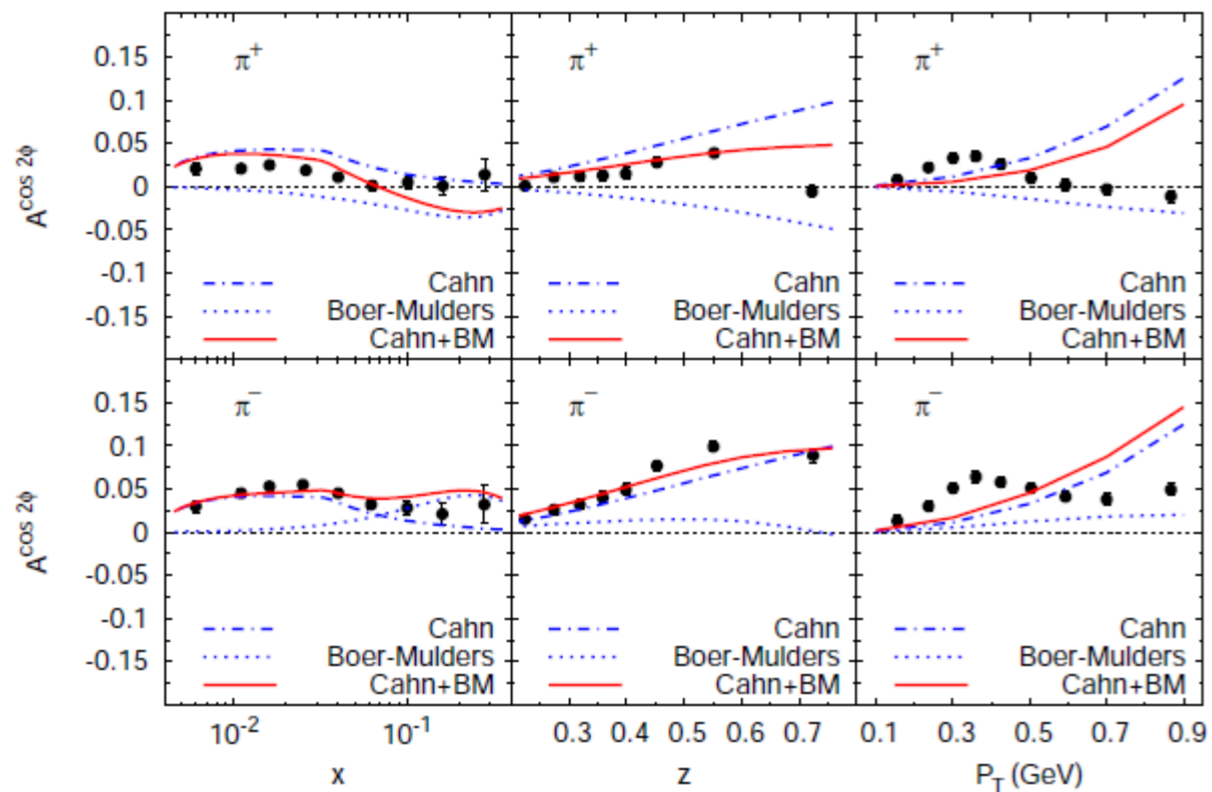 A^cos 2φ
0.15
0.1
0.05
0
-0.05
-0.1
-0.15
π⁺
Cahn
Boer-Mulders
Cahn+BM
π⁺
Cahn
Boer-Mulders
Cahn+BM
π⁺
Cahn
Boer-Mulders
Cahn+BM
A^cos 2φ
0.15
0.1
0.05
0
-0.05
-0.1
-0.15
π⁻
Cahn
Boer-Mulders
Cahn+BM
π⁻
Cahn
Boer-Mulders
Cahn+BM
π⁻
Cahn
Boer-Mulders
Cahn+BM
10⁻² 10⁻¹
0.3 0.4 0.5 0.6 0.7
0.1 0.3 0.5 0.7 0.9
x
z
P_T (GeV)